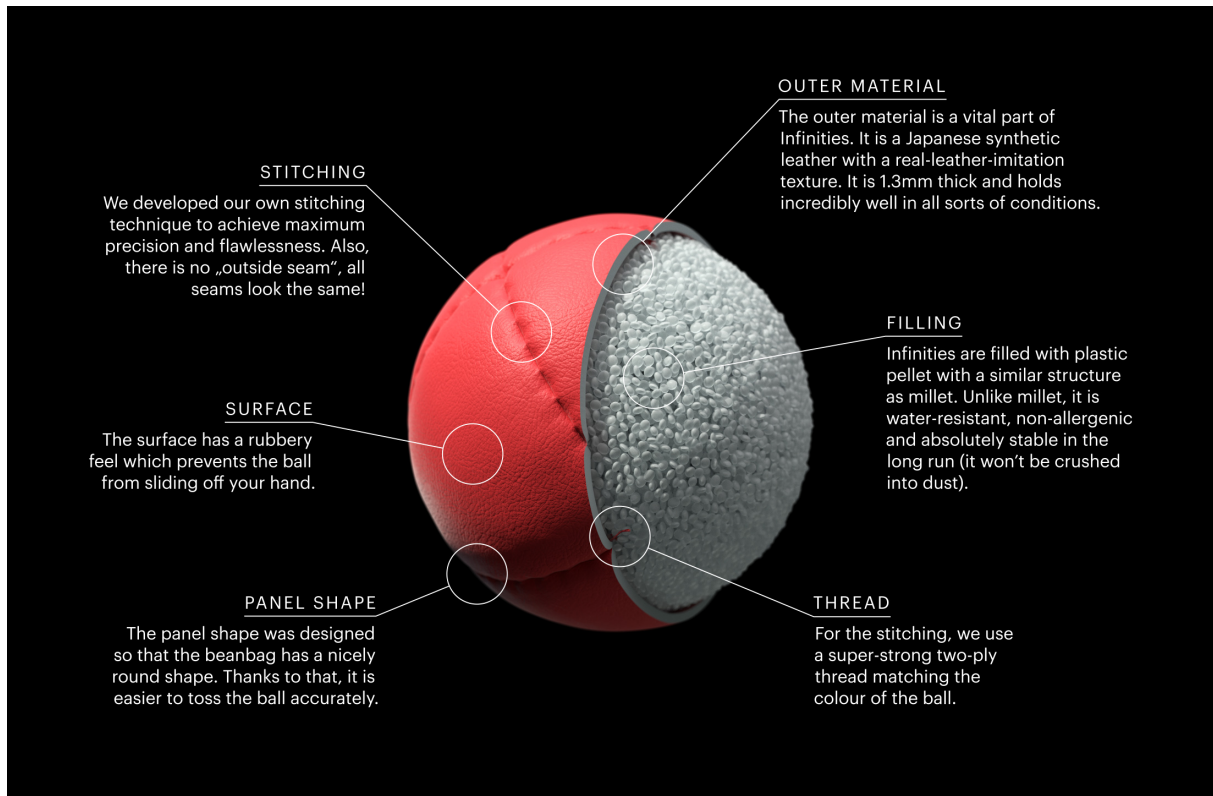 OUTER MATERIAL
The outer material is a vital part of
Infinities. It is a Japanese synthetic
leather with a real-leather-imitation
texture. It is 1.3mm thick and holds
incredibly well in all sorts of conditions.
STITCHING
We developed our own stitching
technique to achieve maximum
precision and flawlessness. Also,
there is no „outside seam“, all
seams look the same!
FILLING
Infinities are filled with plastic
pellet with a similar structure
as millet. Unlike millet, it is
water-resistant, non-allergenic
and absolutely stable in the
long run (it won’t be crushed
into dust).
SURFACE
The surface has a rubbery
feel which prevents the ball
from sliding off your hand.
PANEL SHAPE
The panel shape was designed
so that the beanbag has a nicely
round shape. Thanks to that, it is
easier to toss the ball accurately.
THREAD
For the stitching, we use
a super-strong two-ply
thread matching the
colour of the ball.